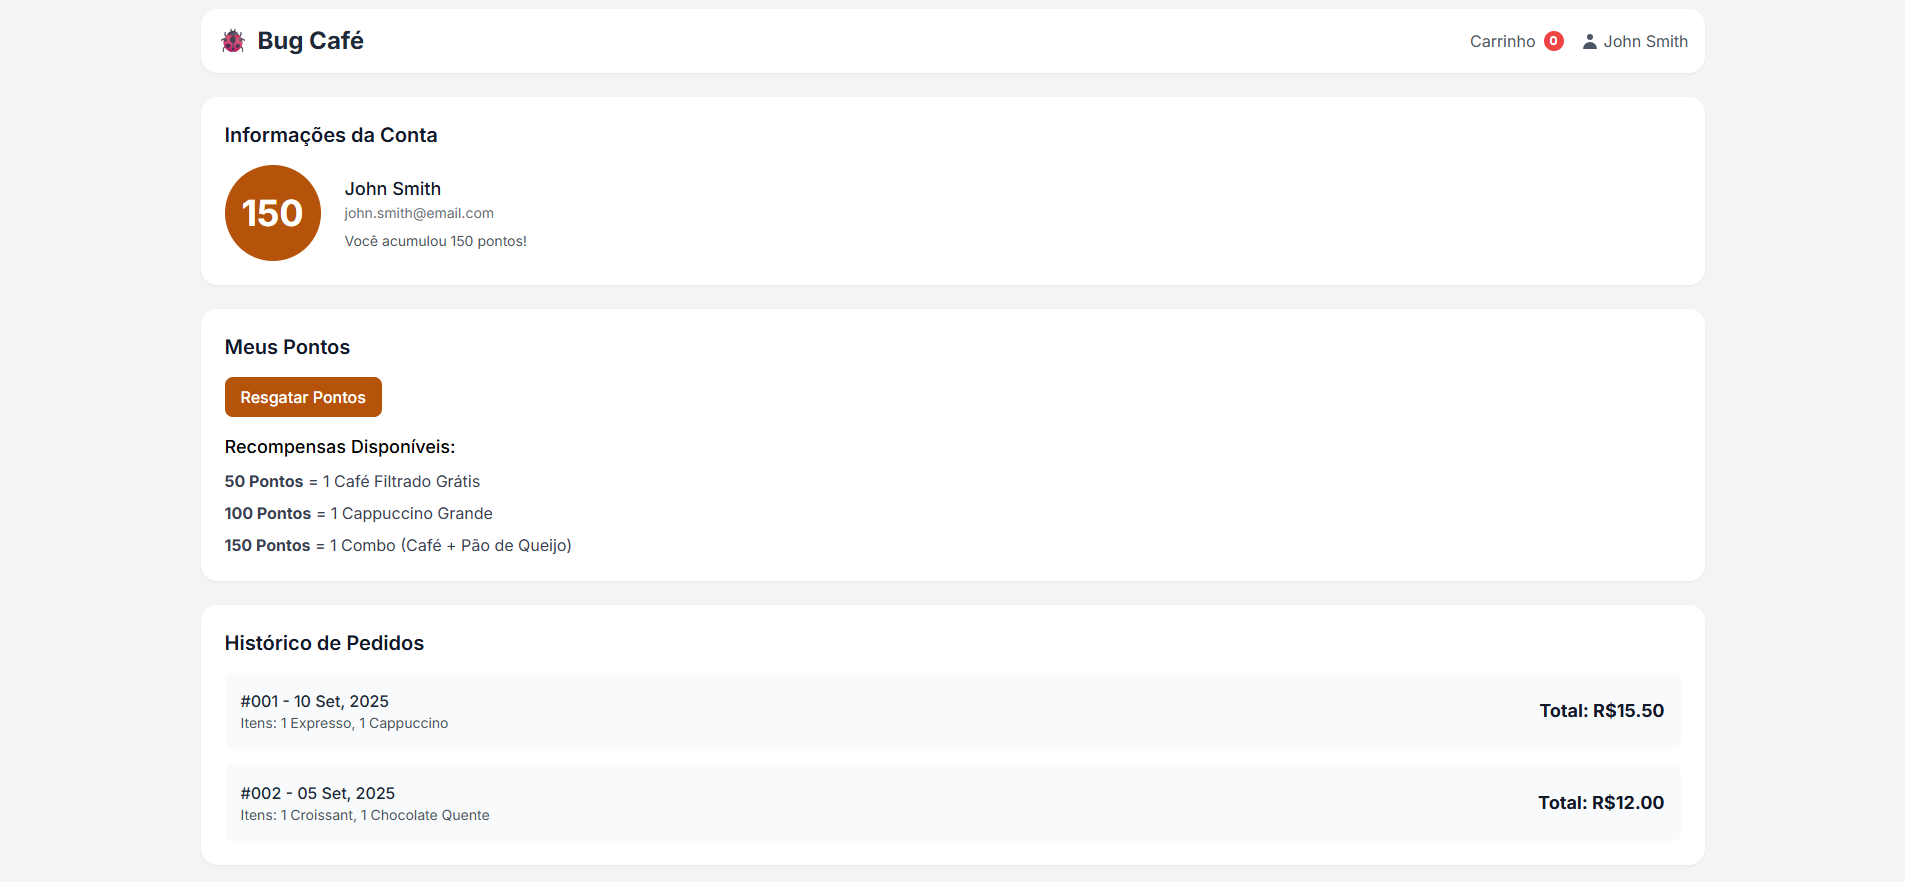 Bug Café
Carrinho 0 John Smith
Informações da Conta
150
John Smith
john.smith@email.com
Você acumulou 150 pontos!
Meus Pontos
Resgatar Pontos
Recompensas Disponíveis:
50 Pontos = 1 Café Filtrado Grátis
100 Pontos = 1 Cappuccino Grande
150 Pontos = 1 Combo (Café + Pão de Queijo)
Histórico de Pedidos
#001 - 10 Set, 2025
Itens: 1 Expresso, 1 Cappuccino
Total: R$15.50
#002 - 05 Set, 2025
Itens: 1 Croissant, 1 Chocolate Quente
Total: R$12.00